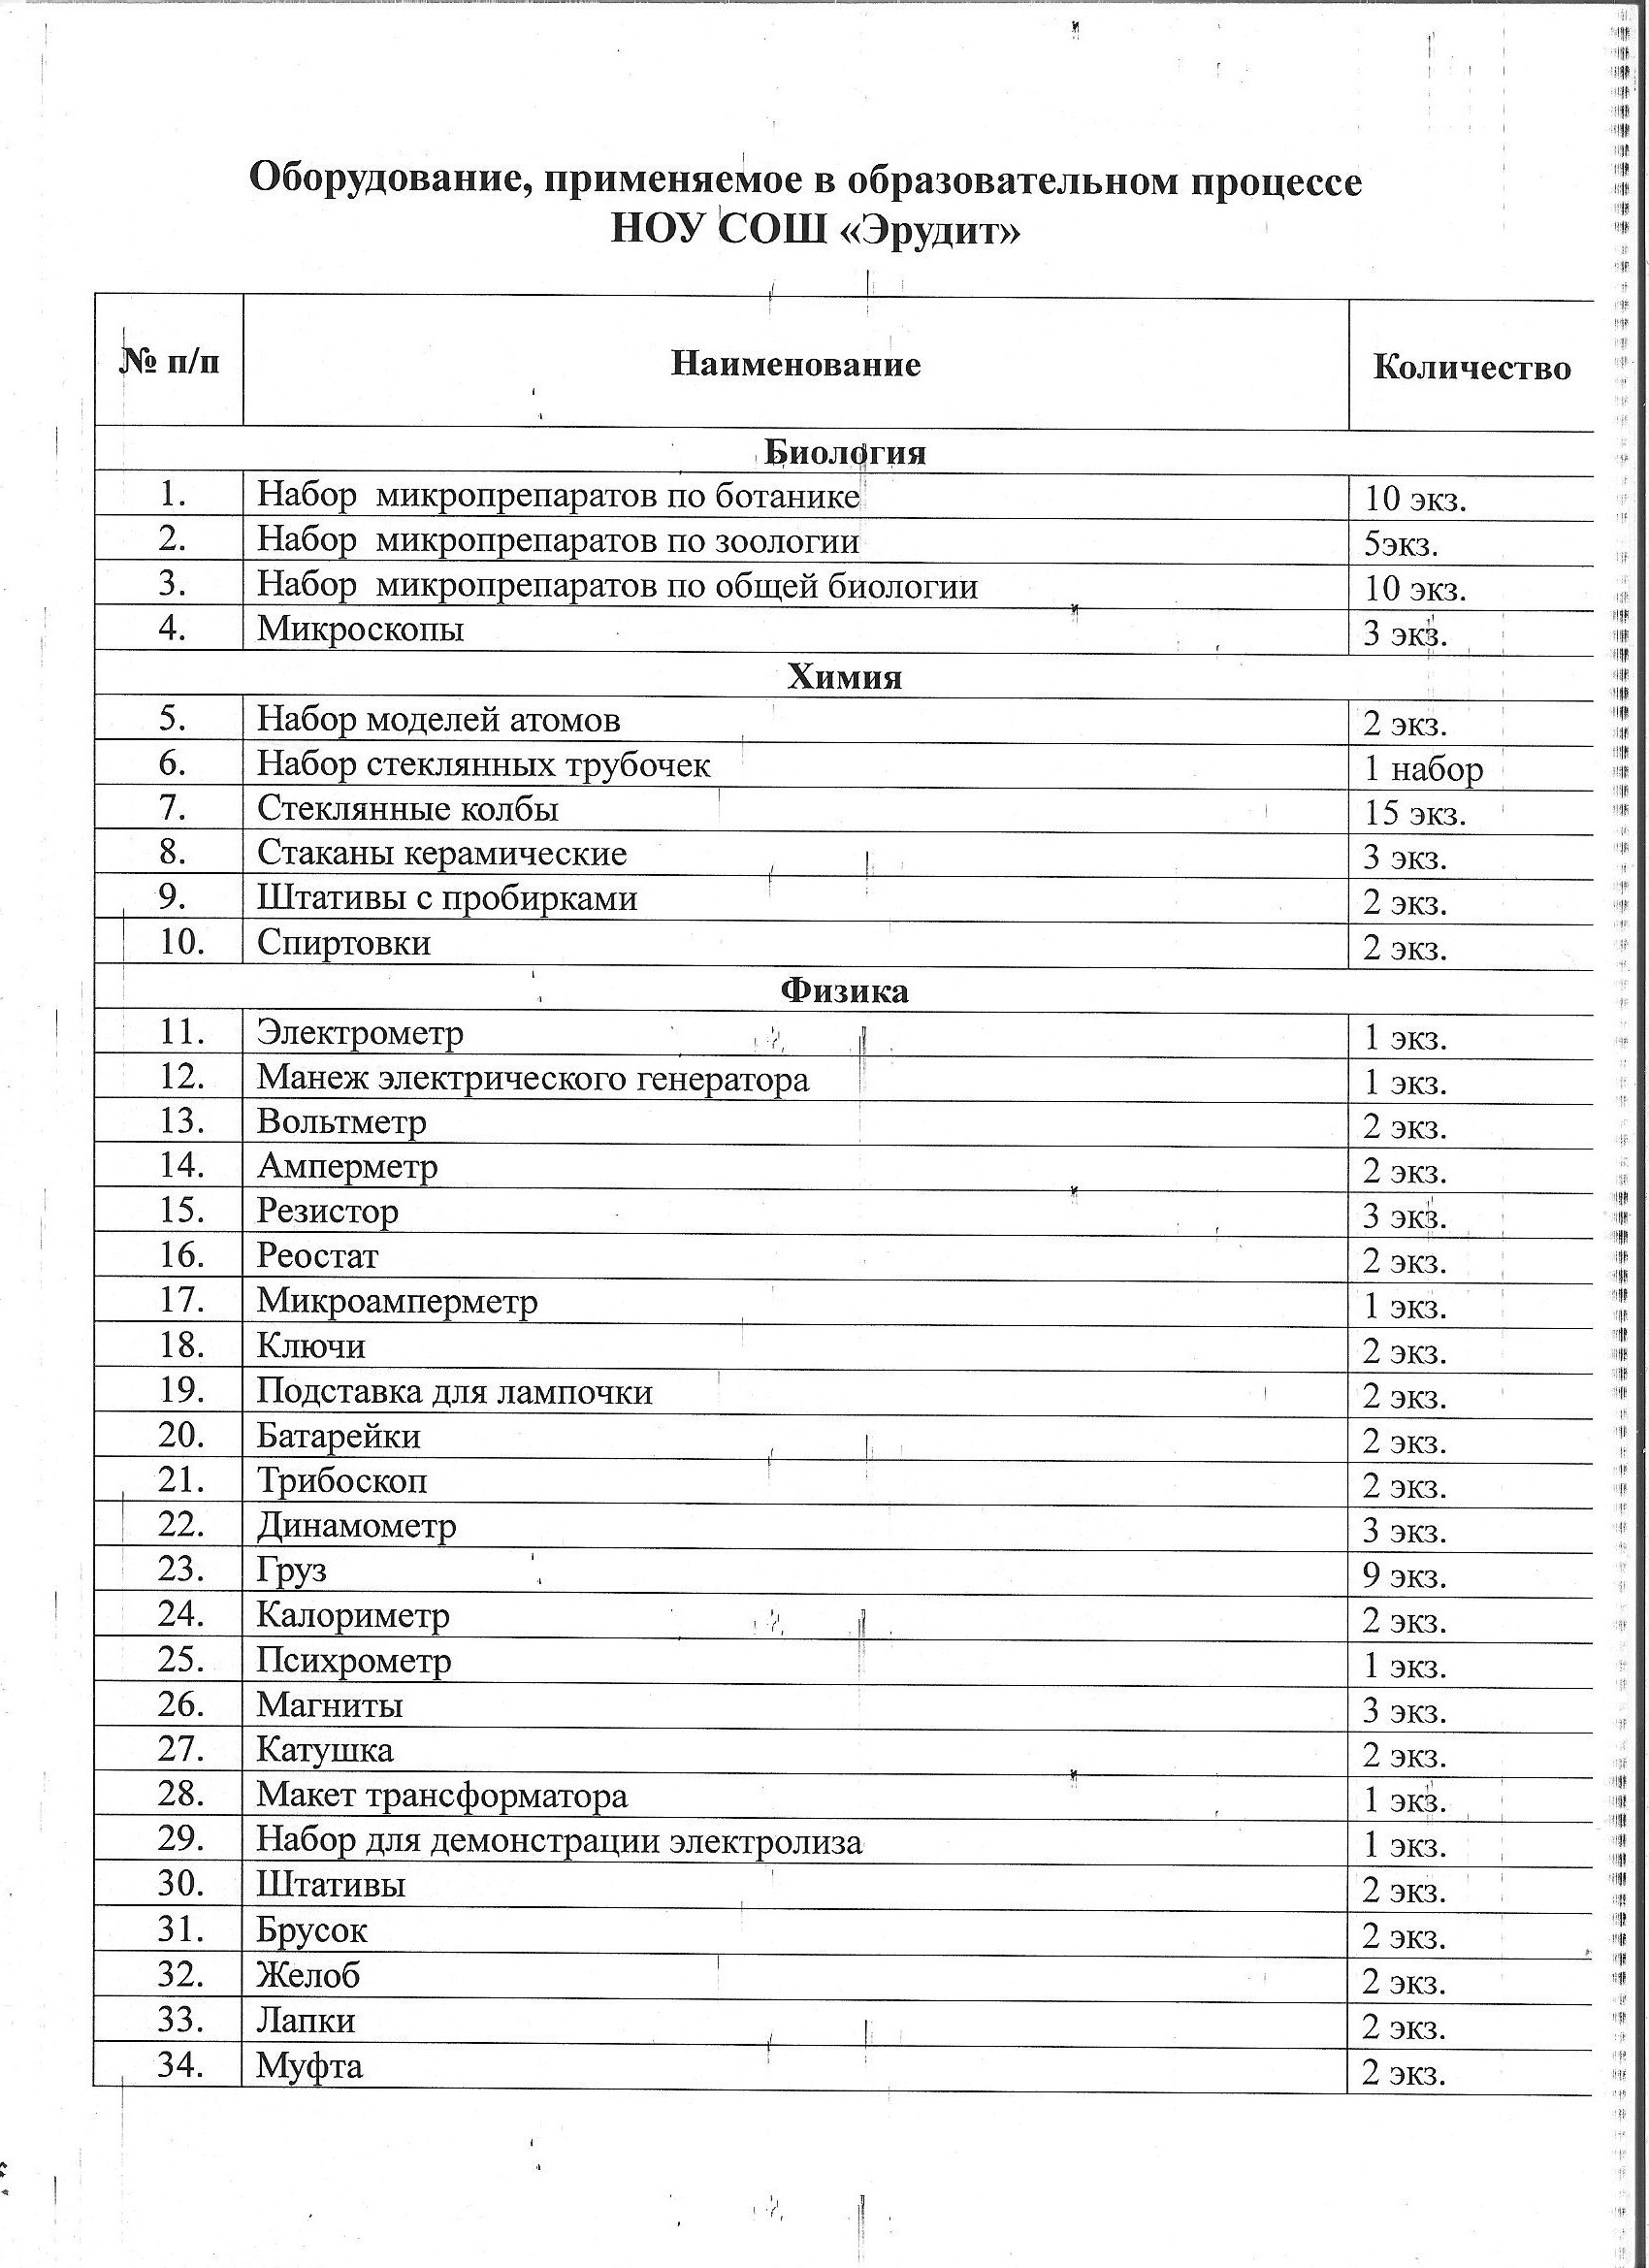 Оборудование, применяемое в образовательном процессе
НОУ СОШ «Эрудит»
№ п/п Наименование Количество
Биология
1. Набор микропрепаратов по ботанике 10 экз.
2. Набор микропрепаратов по зоологии 5экз.
3. Набор микропрепаратов по общей биологии 10 экз.
4. Микроскопы 3 экз.
Химия
5. Набор моделей атомов 2 экз.
6. Набор стеклянных трубочек 1 набор
7. Стеклянные колбы 15 экз.
8. Стаканы керамические 3 экз.
9. Штативы с пробирками 2 экз.
10. Спиртовки 2 экз.
Физика
11. Электрометр 1 экз.
12. Манеж электрического генератора 1 экз.
13. Вольтметр 2 экз.
14. Амперметр 2 экз.
15. Резистор 3 экз.
16. Реостат 2 экз.
17. Микроамперметр 1 экз.
18. Ключи 2 экз.
19. Подставка для лампочки 2 экз.
20. Батарейки 2 экз.
21. Трибоскоп 2 экз.
22. Динамометр 3 экз.
23. Груз 9 экз.
24. Калориметр 2 экз.
25. Психрометр 1 экз.
26. Магниты 3 экз.
27. Катушка 2 экз.
28. Макет трансформатора 1 экз.
29. Набор для демонстрации электролиза 1 экз.
30. Штативы 2 экз.
31. Брусок 2 экз.
32. Желоб 2 экз.
33. Лапки 2 экз.
34. Муфта 2 экз.